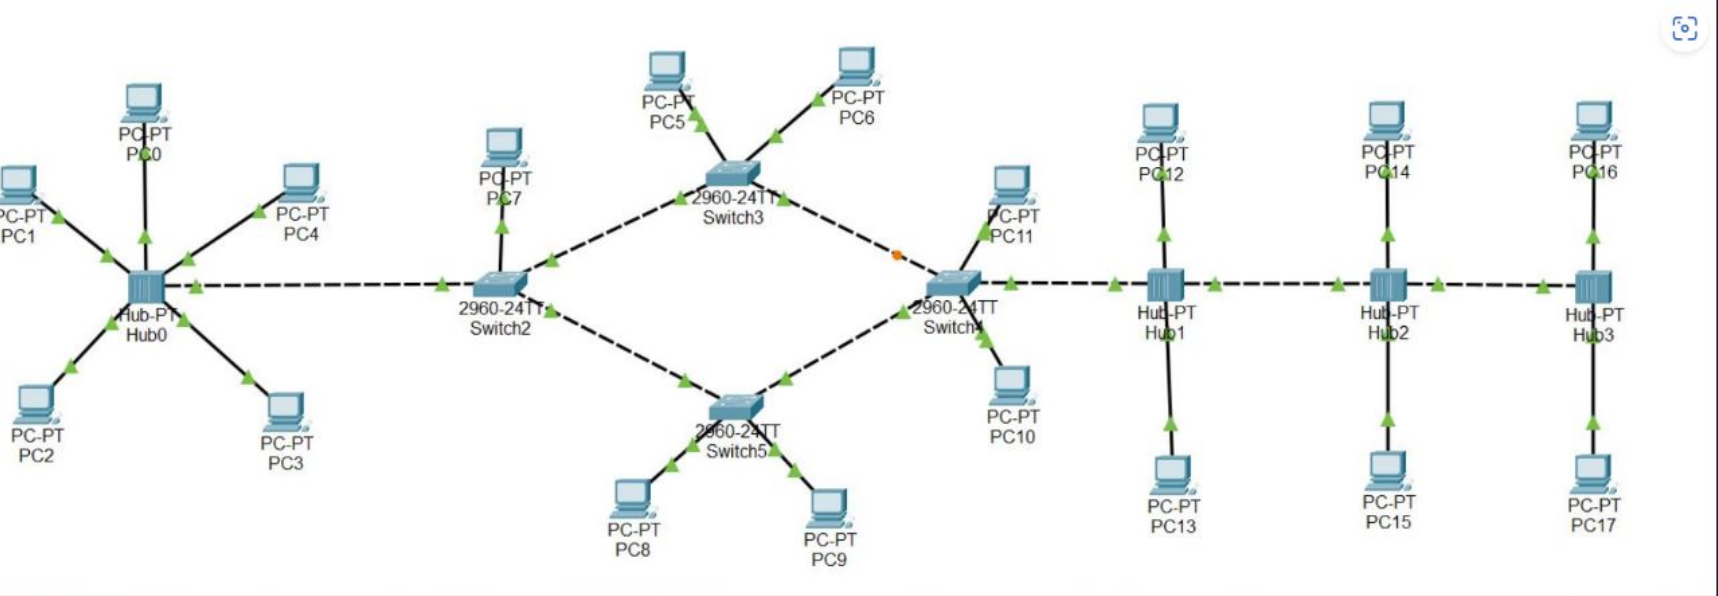 PC-PT
PC0
PC-PT
PC1
PC-PT
PC4
Hub-PT
Hub0
PC-PT
PC2
PC-PT
PC3
PC-PT
PC7
2960-24TT
Switch2
PC-PT
PC5
PC-PT
PC6
2960-24TT
Switch3
PC-PT
PC11
2960-24TT
Switch4
PC-PT
PC10
2960-24TT
Switch5
PC-PT
PC8
PC-PT
PC9
PC-PT
PC12
Hub-PT
Hub1
PC-PT
PC13
PC-PT
PC14
Hub-PT
Hub2
PC-PT
PC15
PC-PT
PC16
Hub-PT
Hub3
PC-PT
PC17